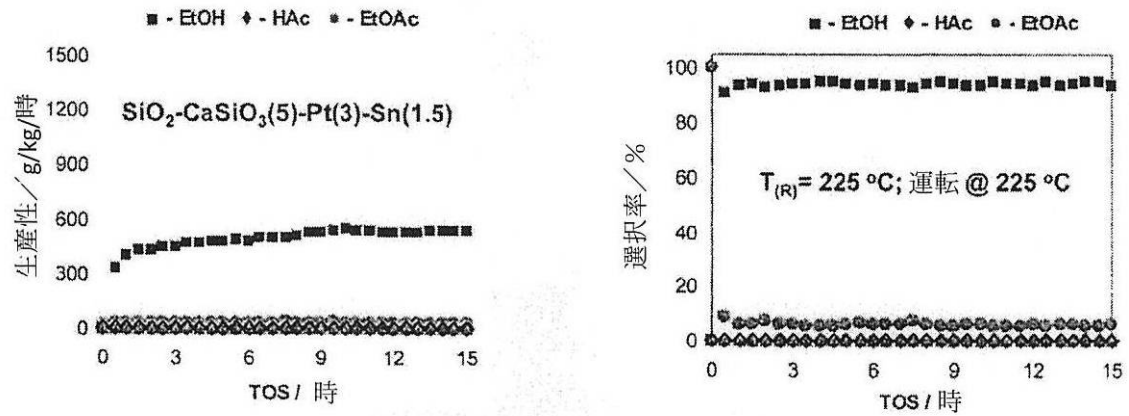 ■ - EtOH ♦ - HAc ● - EtOAc
1500
1200
900
600
300
0
生産性／g/kg/時
SiO₂-CaSiO₃(5)-Pt(3)-Sn(1.5)
0 3 6 9 12 15
TOS / 時
■ - EtOH ♦ - HAc ● - EtOAc
100
80
60
40
20
0
選択率／%
T(R)= 225 ºC; 運転 @ 225 ºC
0 3 6 9 12 15
TOS / 時